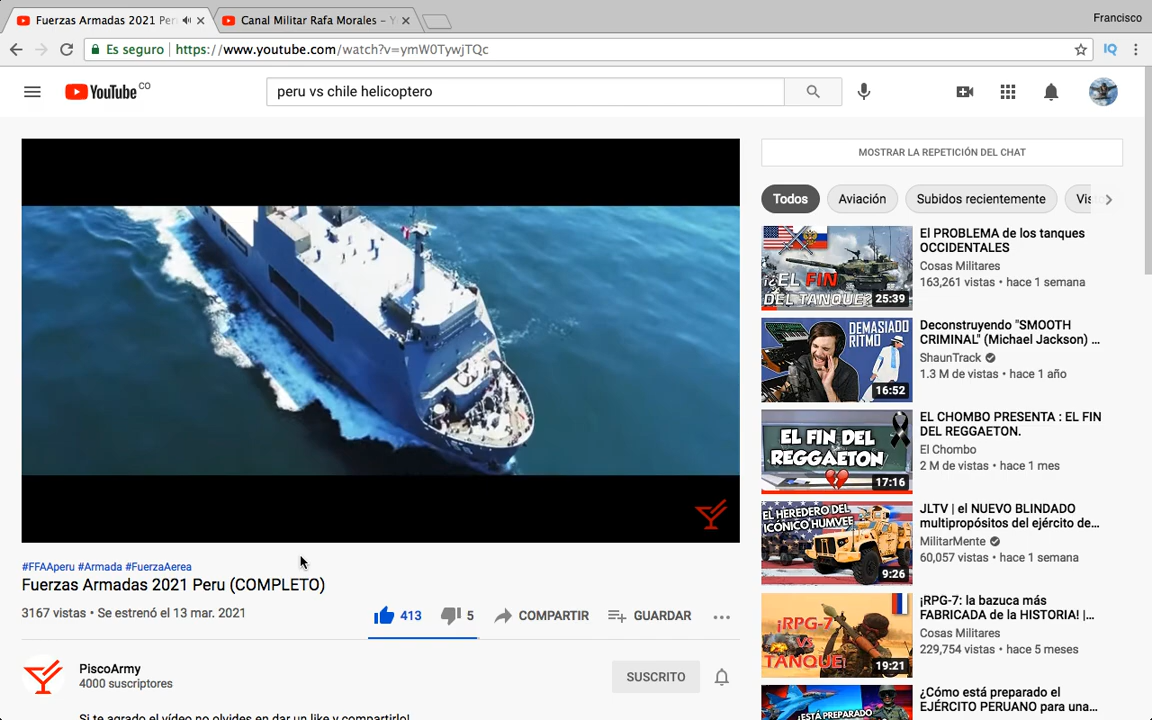 Fuerzas Armadas 2021 Per
Canal Militar Rafa Morales – Y
Francisco
Es seguro
https://www.youtube.com/watch?v=ymW0TywjTQc
IQ
YouTube CO
peru vs chile helicoptero
MOSTRAR LA REPETICIÓN DEL CHAT
Todos
Aviación
Subidos recientemente
Vist
¿EL FIN
DEL TANQUE?
25:39
El PROBLEMA de los tanques
OCCIDENTALES
Cosas Militares
163,261 vistas • hace 1 semana
DEMASIADO
RITMO
16:52
Deconstruyendo "SMOOTH
CRIMINAL" (Michael Jackson) ...
ShaunTrack
1.3 M de vistas • hace 1 año
EL FIN DEL
REGGAETON
17:16
EL CHOMBO PRESENTA : EL FIN
DEL REGGAETON.
El Chombo
2 M de vistas • hace 1 mes
EL HEREDERO DEL
ICÓNICO HUMVEE
9:26
JLTV | el NUEVO BLINDADO
multipropósitos del ejército de...
MilitarMente
60,057 vistas • hace 1 semana
¡RPG-7
VS
TANQUE!
19:21
¡RPG-7: la bazuca más
FABRICADA de la HISTORIA! |...
Cosas Militares
229,754 vistas • hace 5 meses
¿ESTÁ PREPARADO
¿Cómo está preparado el
EJÉRCITO PERUANO para una...
#FFAAperu #Armada #FuerzaAerea
Fuerzas Armadas 2021 Peru (COMPLETO)
3167 vistas • Se estrenó el 13 mar. 2021
413
5
COMPARTIR
GUARDAR
PiscoArmy
4000 suscriptores
SUSCRITO
Si te agrado el vídeo no olvides en dar un like y compartirlo!